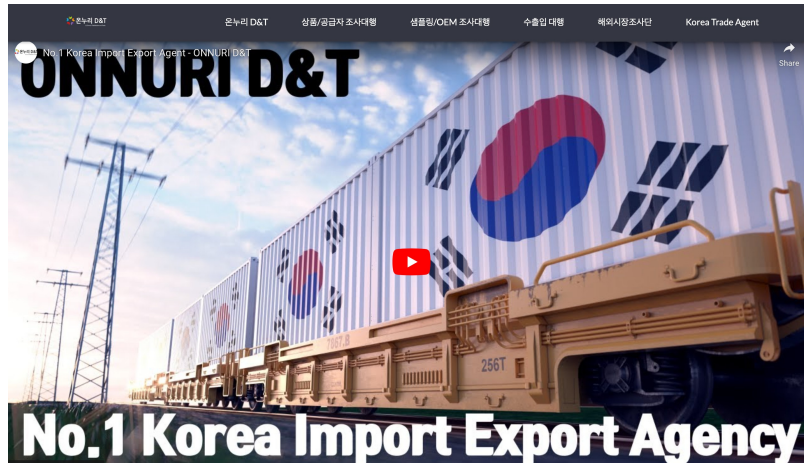 온누리 D&T
온누리 D&T
상품/공급자 조사대행
샘플링/OEM 조사대행
수출입 대행
해외시장조사단
Korea Trade Agent
No 1 Korea Import Export Agent - ONNURI D&T
Share
ONNURI D&T
256T
No.1 Korea Import Export Agency